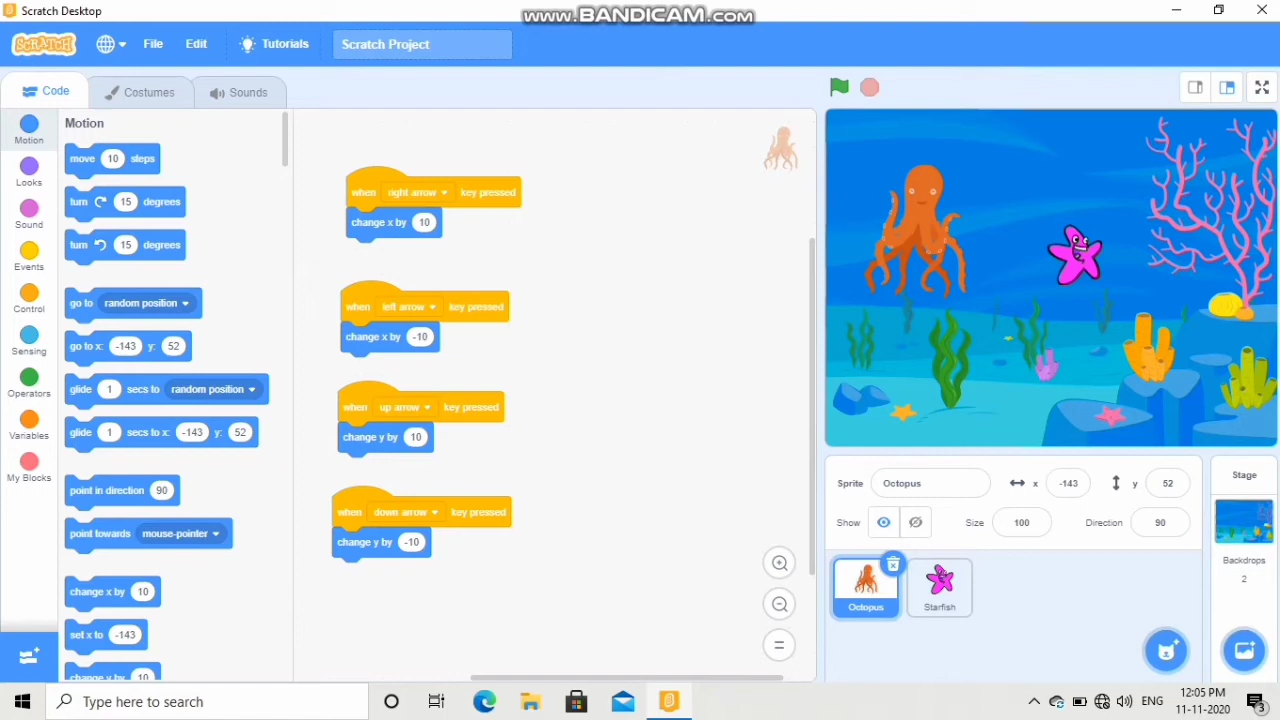 Scratch Desktop
www.BANDICAM.com
SCRATCH
File
Edit
Tutorials
Scratch Project
Code
Costumes
Sounds
Motion
Looks
Sound
Events
Control
Sensing
Operators
Variables
My Blocks
Motion
move 10 steps
turn 15 degrees
turn 15 degrees
go to random position
go to x: -143 y: 52
glide 1 secs to random position
glide 1 secs to x: -143 y: 52
point in direction 90
point towards mouse-pointer
change x by 10
set x to -143
change y by 10
when right arrow key pressed
change x by 10
when left arrow key pressed
change x by -10
when up arrow key pressed
change y by 10
when down arrow key pressed
change y by -10
=
Sprite Octopus x -143 y 52
Show Size 100 Direction 90
Octopus
Starfish
Stage
Backdrops
2
Type here to search
ENG
12:05 PM
11-11-2020
3